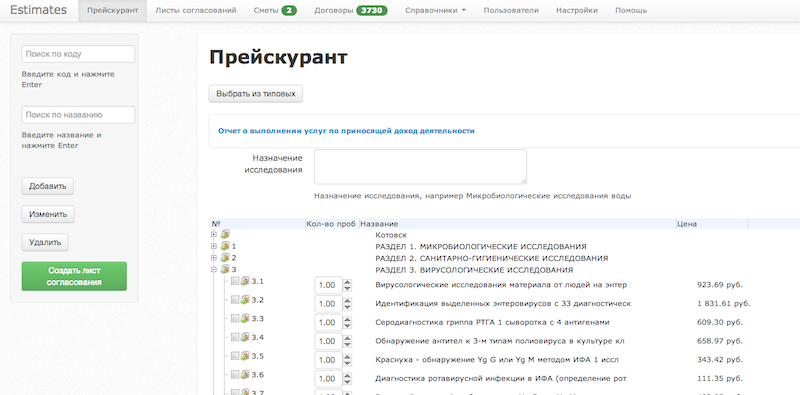 Estimates Прейскурант Листы согласований Сметы 2 Договоры 3730 Справочники Пользователи Настройки Помощь
Поиск по коду
Введите код и нажмите
Enter
Поиск по названию
Введите название и
нажмите Enter
Добавить
Изменить
Удалить
Создать лист
согласования
Прейскурант
Выбрать из типовых
Отчет о выполнении услуг по приносящей доход деятельности
Назначение
исследования
Назначение исследования, например Микробиологические исследования воды
№ Кол-во проб Название Цена
Котовск
1 РАЗДЕЛ 1. МИКРОБИОЛОГИЧЕСКИЕ ИССЛЕДОВАНИЯ
2 РАЗДЕЛ 2. САНИТАРНО-ГИГИЕНИЧЕСКИЕ ИССЛЕДОВАНИЯ
3 РАЗДЕЛ 3. ВИРУСОЛОГИЧЕСКИЕ ИССЛЕДОВАНИЯ
3.1 1.00 Вирусологические исследования материала от людей на энтер 923.69 руб.
3.2 1.00 Идентификация выделенных энтеровирусов с 33 диагностическ 1 831.61 руб.
3.3 1.00 Серодиагностика гриппа РТГА 1 сыворотка с 4 антигенами 609.30 руб.
3.4 1.00 Обнаружение антител к 3-м типам полиовируса в культуре кл 658.97 руб.
3.5 1.00 Краснуха - обнаружение Yg G или Yg M методом ИФА 1 иссл 343.42 руб.
3.6 1.00 Диагностика ротавирусной инфекции в ИФА (определение рот 111.35 руб.
3.7